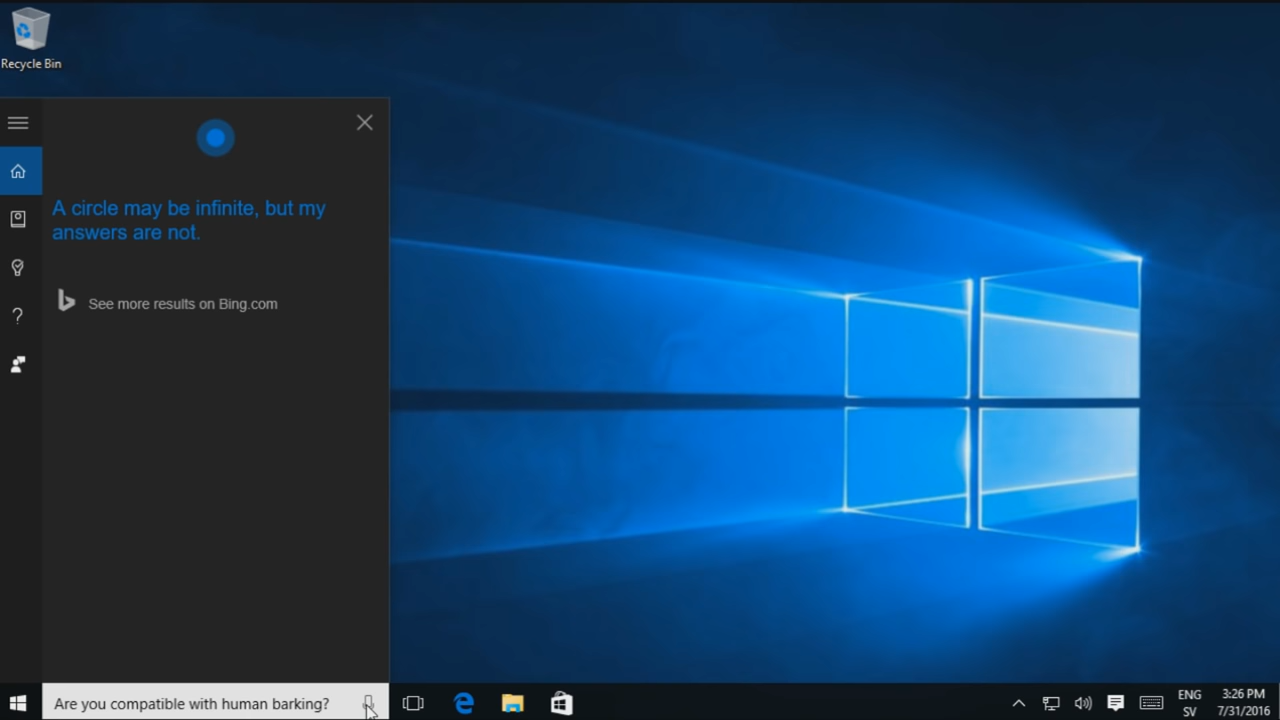 Recycle Bin
A circle may be infinite, but my
answers are not.
See more results on Bing.com
Are you compatible with human barking?
ENG
SV
3:26 PM
7/31/2016